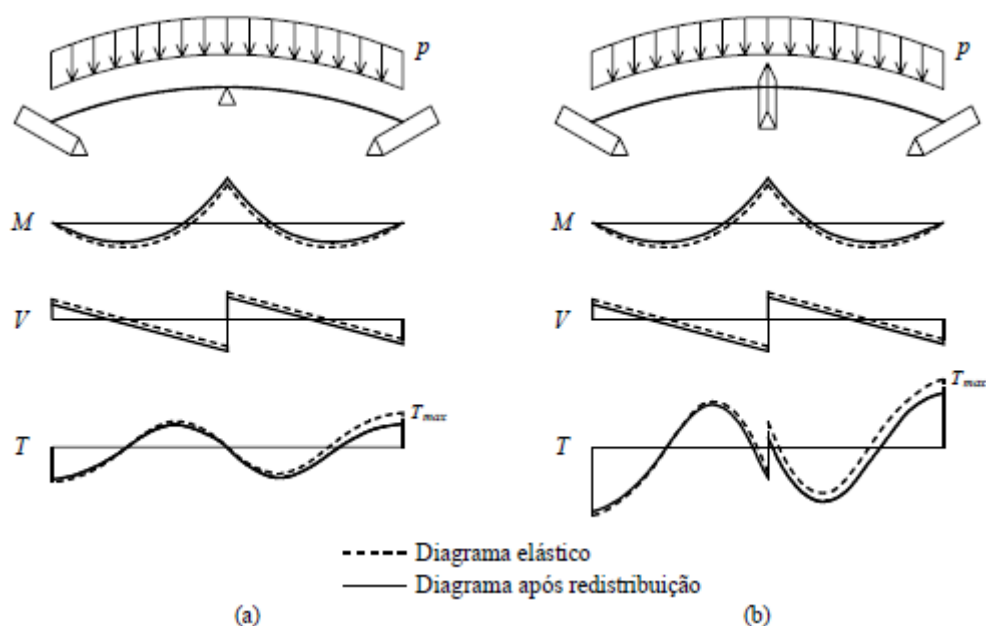 p
p
M
M
V
V
T
Tmax
T
Tmax
Diagrama elástico
Diagrama após redistribuição
(a)
(b)